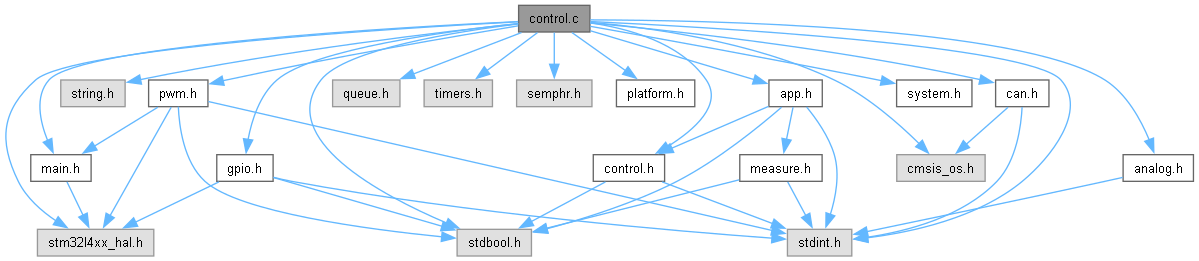 control.c
string.h
pwm.h
queue.h
timers.h
semphr.h
platform.h
app.h
system.h
can.h
main.h
gpio.h
control.h
measure.h
cmsis_os.h
analog.h
stm32l4xx_hal.h
stdbool.h
stdint.h